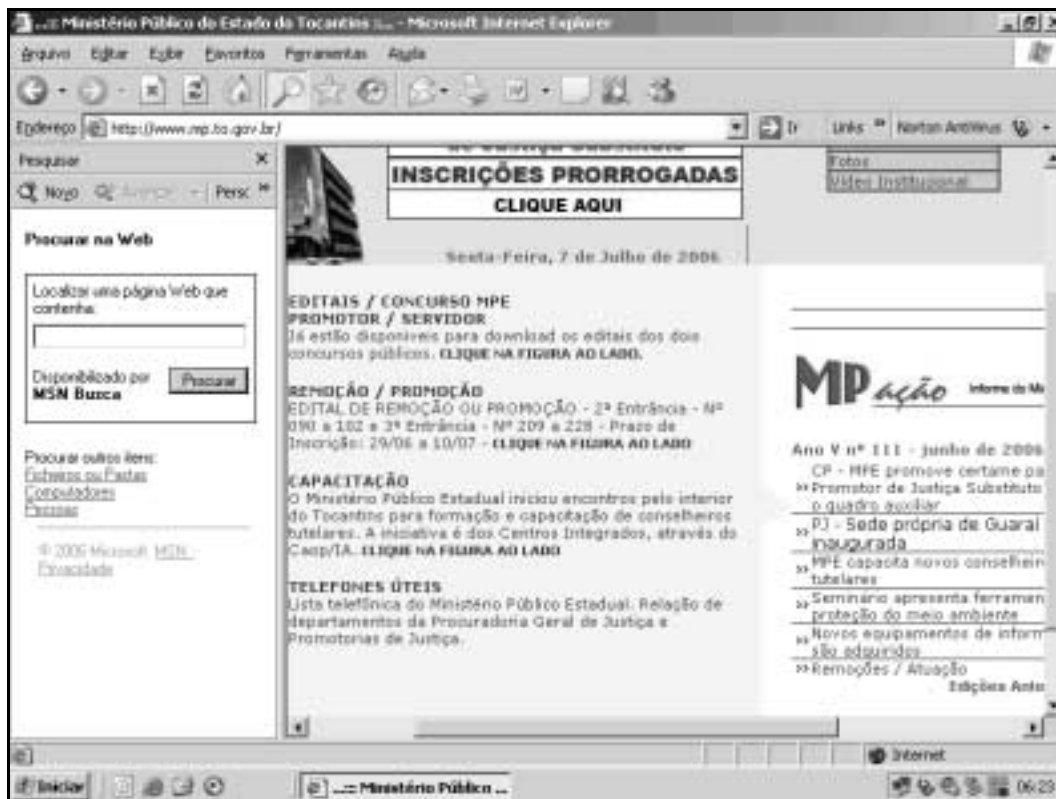 ..:: Ministério Público do Estado do Tocantins ::.. - Microsoft Internet Explorer
Arquivo Editar Exibir Favoritos Ferramentas Ajuda
Endereço http://www.mp.to.gov.br/ Ir Links » Norton AntiVirus
Pesquisar
Novo Avançar Persc »
Procurar na Web
Localizar uma página Web que
contenha:
Disponibilizado por
MSN Busca
Procurar
Procurar outros itens:
Ficheiros ou Pastas
Computadores
Pessoas
© 2006 Microsoft MSN -
Privacidade
de Justiça Substituto
INSCRIÇÕES PRORROGADAS
CLIQUE AQUI
Sexta-Feira, 7 de Julho de 2006
EDITAIS / CONCURSO MPE
PROMOTOR / SERVIDOR
Já estão disponíveis para download os editais dos dois
concursos públicos. CLIQUE NA FIGURA AO LADO.
REMOÇÃO / PROMOÇÃO
EDITAL DE REMOÇÃO OU PROMOÇÃO - 2ª Entrância - Nº
090 a 102 e 3ª Entrância - Nº 209 a 228 - Prazo de
Inscrição: 29/06 a 10/07 - CLIQUE NA FIGURA AO LADO
CAPACITAÇÃO
O Ministério Público Estadual iniciou encontros pelo interior
do Tocantins para formação e capacitação de conselheiros
tutelares. A iniciativa é dos Centros Integrados, através do
Caop/IA. CLIQUE NA FIGURA AO LADO
TELEFONES ÚTEIS
Lista telefônica do Ministério Público Estadual. Relação de
departamentos da Procuradoria Geral de Justiça e
Promotorias de Justiça.
Fotos
Vídeo Institucional
MP ação Informe do Mi
Ano V nº 111 - junho de 2006
CP - MPE promove certame pa
»Promotor de Justiça Substituto
o quadro auxiliar
»PJ - Sede própria de Guaraí
inaugurada
»MPE capacita novos conselheir
tutelares
»Seminário apresenta ferramen
proteção do meio ambiente
»Novos equipamentos de inform
são adquiridos
»Remoções / Atuação
Edições Ante
Internet
Iniciar ..:: Ministério Público ... 06:29